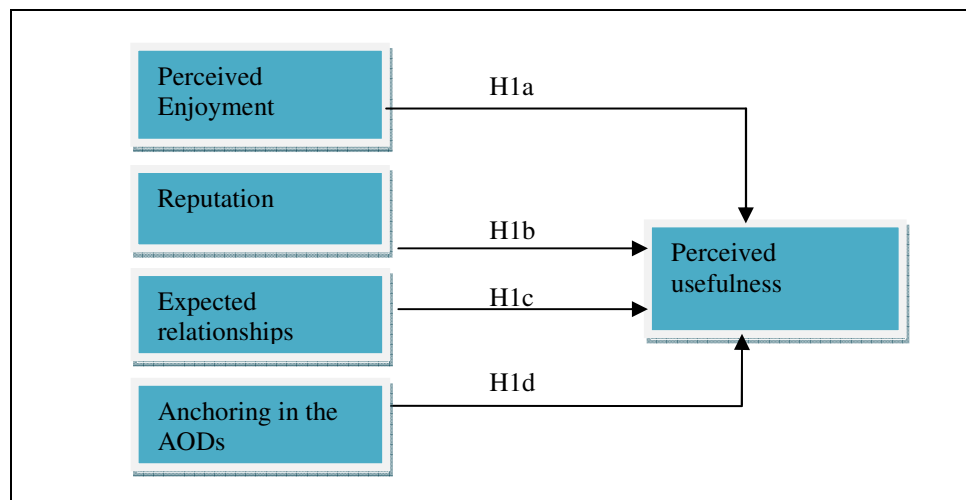 Perceived
Enjoyment
H1a
Reputation
H1b
Perceived
usefulness
Expected
relationships
H1c
Anchoring in the
AODs
H1d